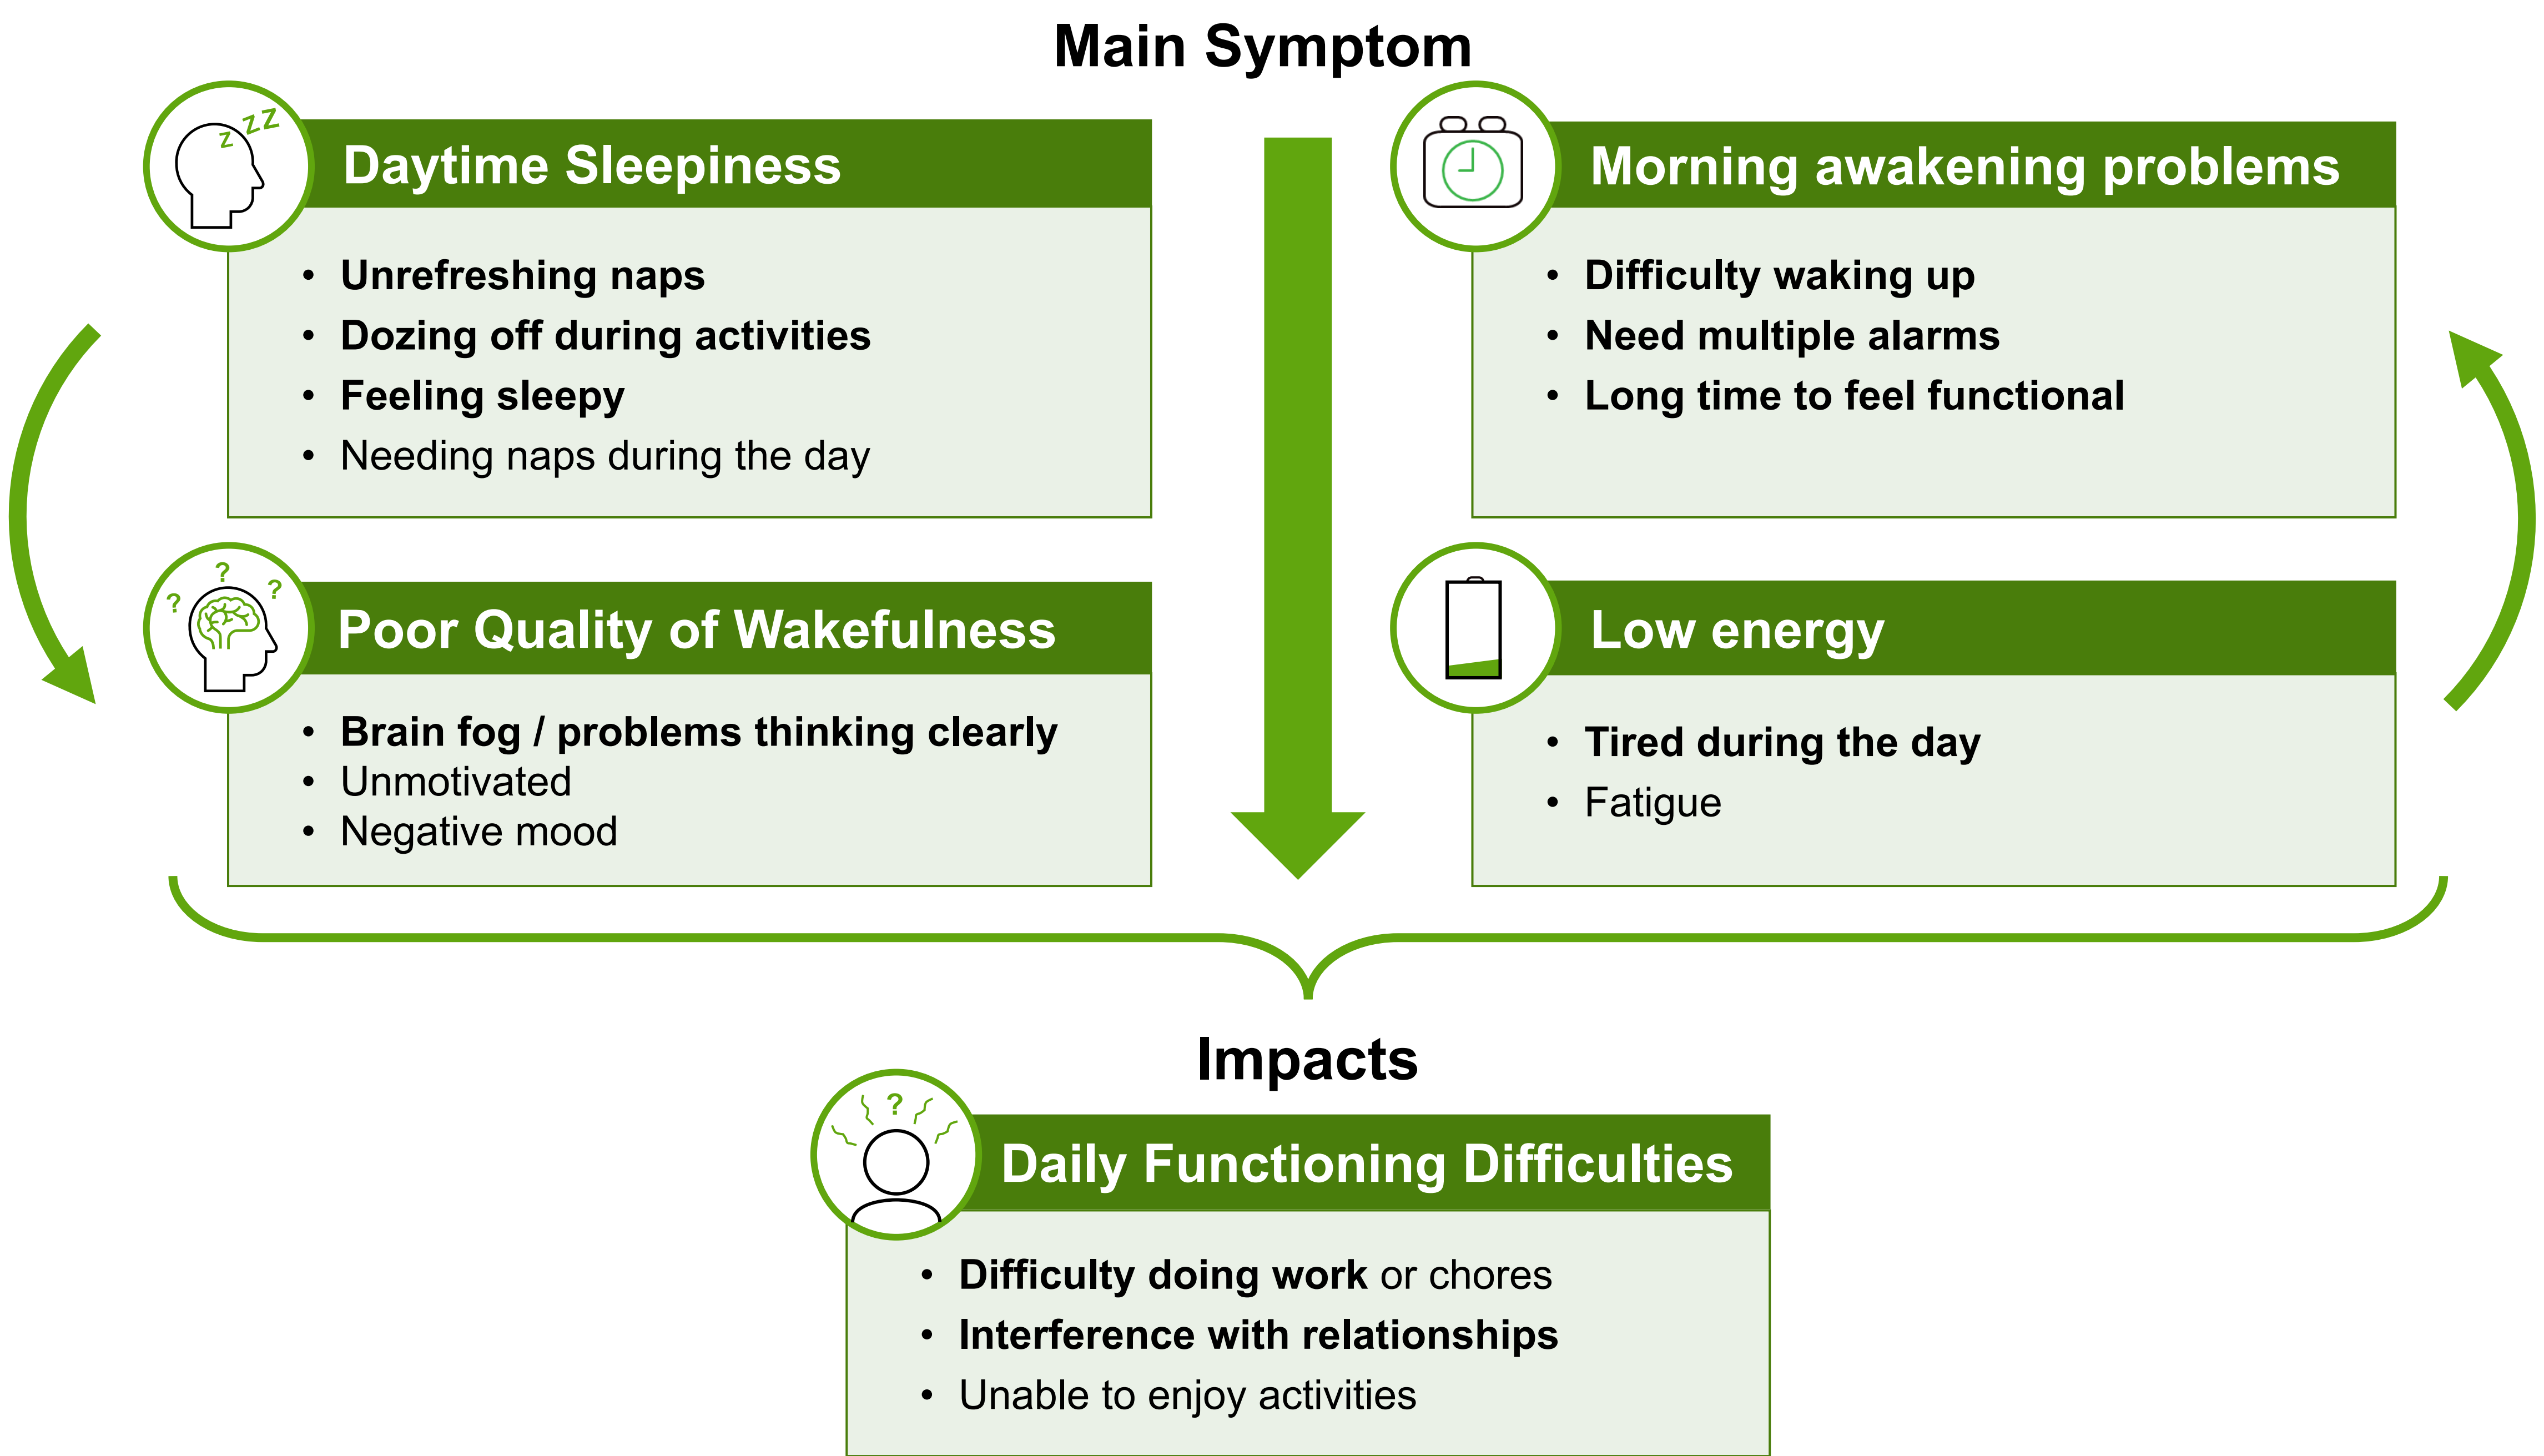 Main Symptom
Daytime Sleepiness
• Unrefreshing naps
• Dozing off during activities
• Feeling sleepy
• Needing naps during the day
Morning awakening problems
• Difficulty waking up
• Need multiple alarms
• Long time to feel functional
Poor Quality of Wakefulness
• Brain fog / problems thinking clearly
• Unmotivated
• Negative mood
Low energy
• Tired during the day
• Fatigue
Impacts
Daily Functioning Difficulties
• Difficulty doing work or chores
• Interference with relationships
• Unable to enjoy activities
z z Z
? ? ?
?